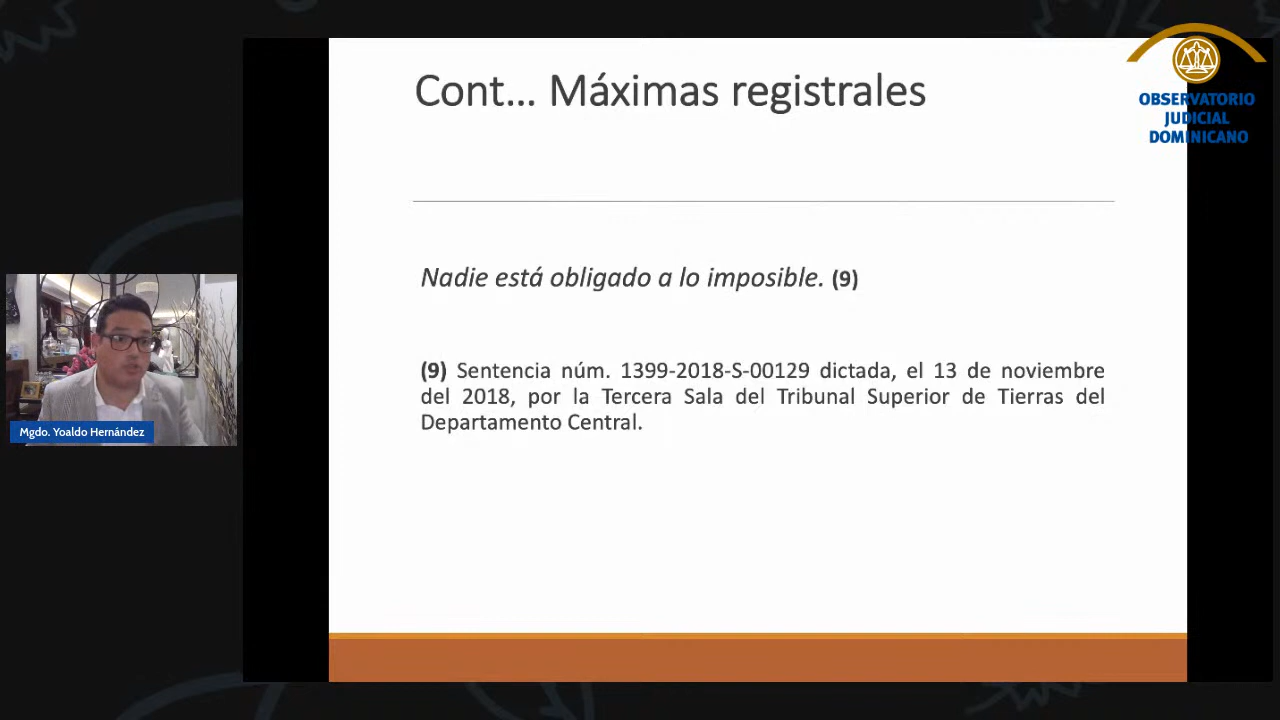 Cont... Máximas registrales
OBSERVATORIO
JUDICIAL
DOMINICANO
Nadie está obligado a lo imposible. (9)
(9) Sentencia núm. 1399-2018-S-00129 dictada, el 13 de noviembre
del 2018, por la Tercera Sala del Tribunal Superior de Tierras del
Departamento Central.
Mgdo. Yoaldo Hernández